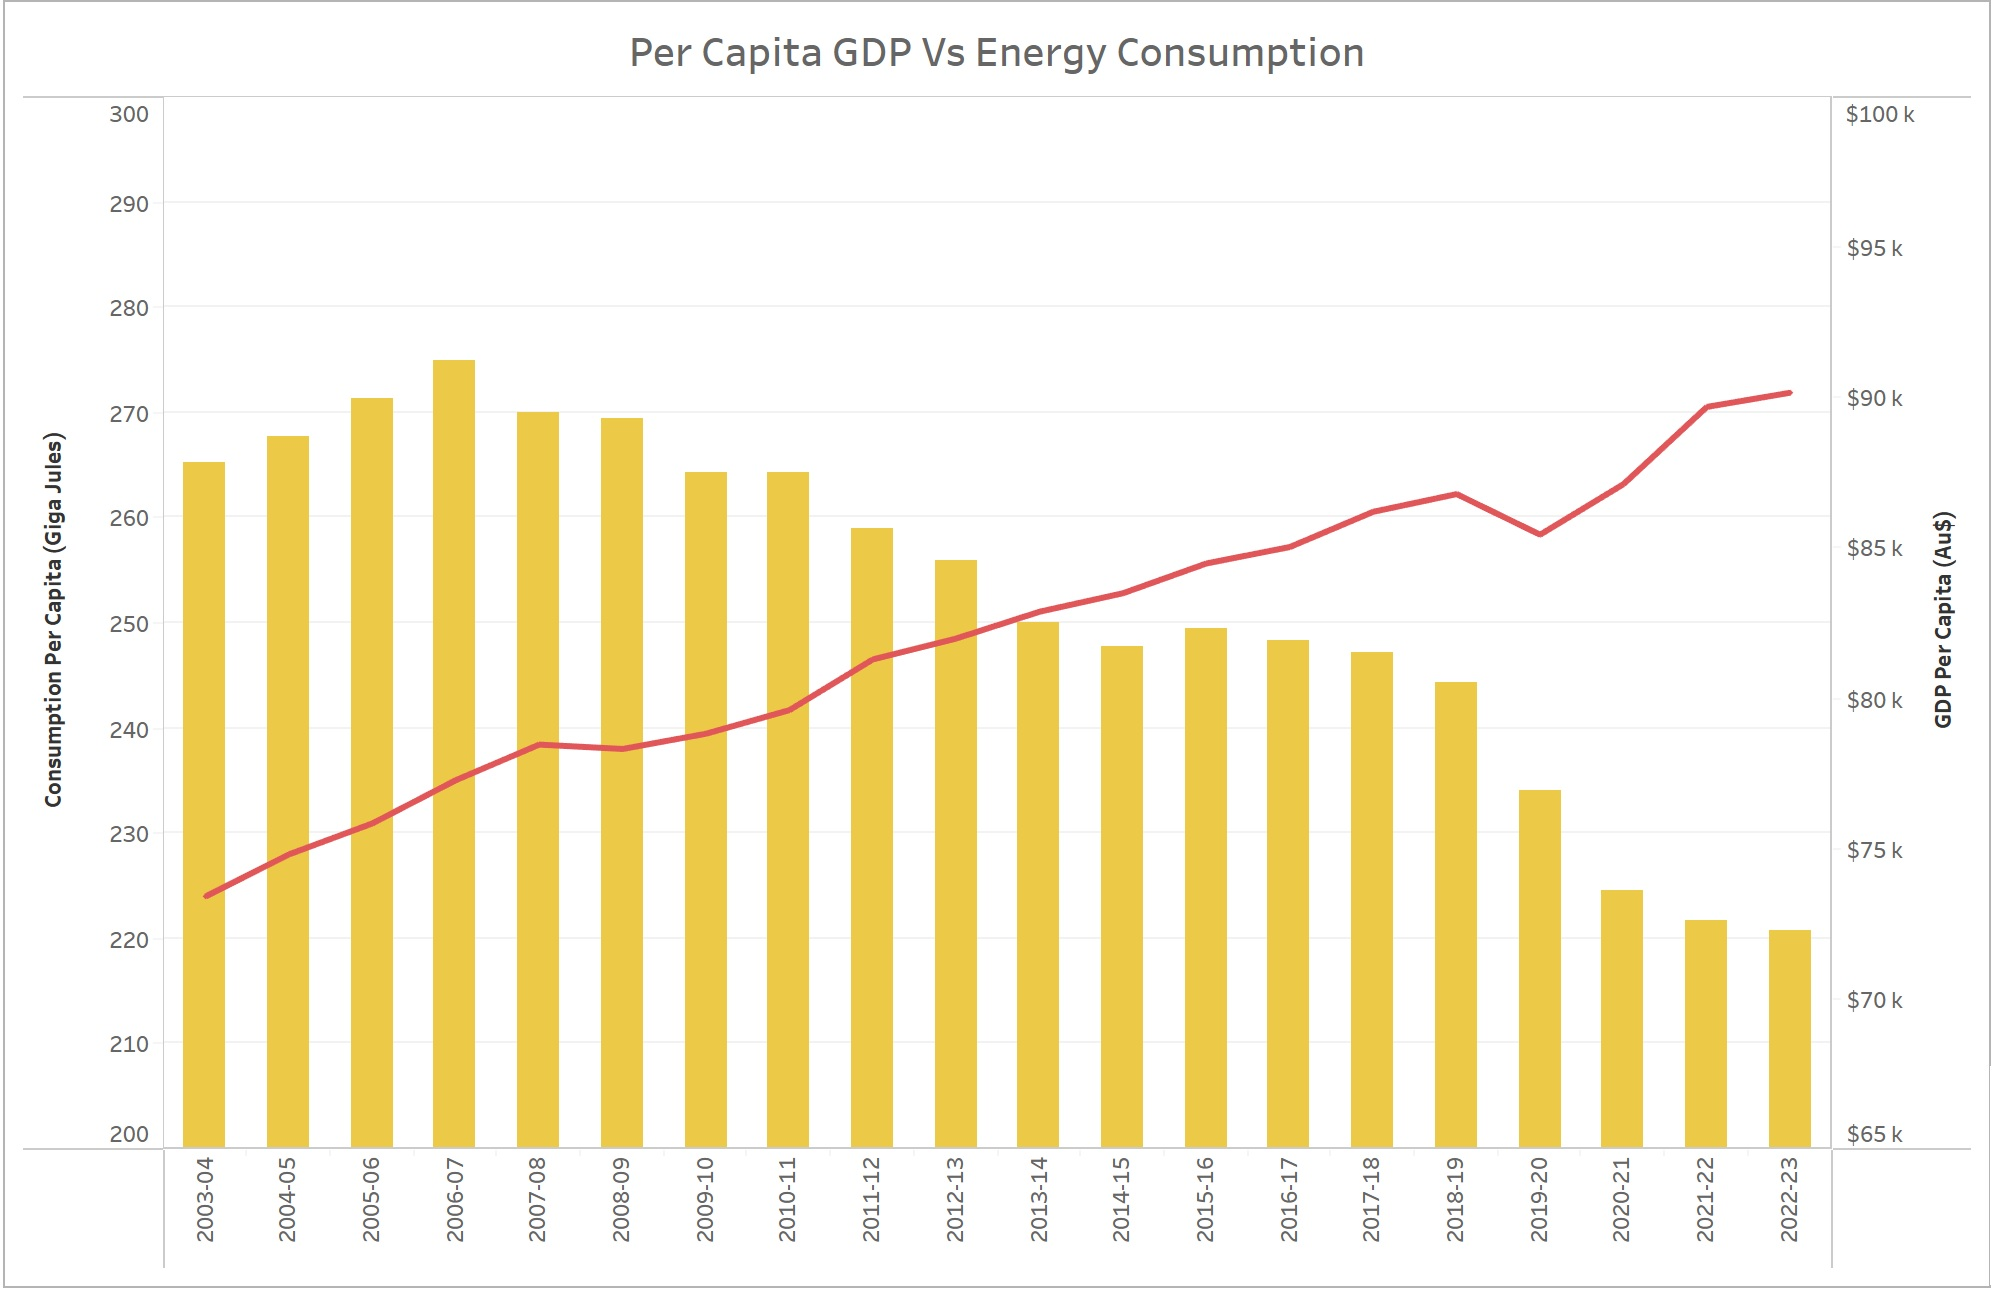 Per Capita GDP Vs Energy Consumption
300
290
280
270
260
250
240
230
220
210
200
Consumption Per Capita (Giga Jules)
$100 k
$95 k
$90 k
$85 k
$80 k
$75 k
$70 k
$65 k
GDP Per Capita (Au$)
2003-04
2004-05
2005-06
2006-07
2007-08
2008-09
2009-10
2010-11
2011-12
2012-13
2013-14
2014-15
2015-16
2016-17
2017-18
2018-19
2019-20
2020-21
2021-22
2022-23